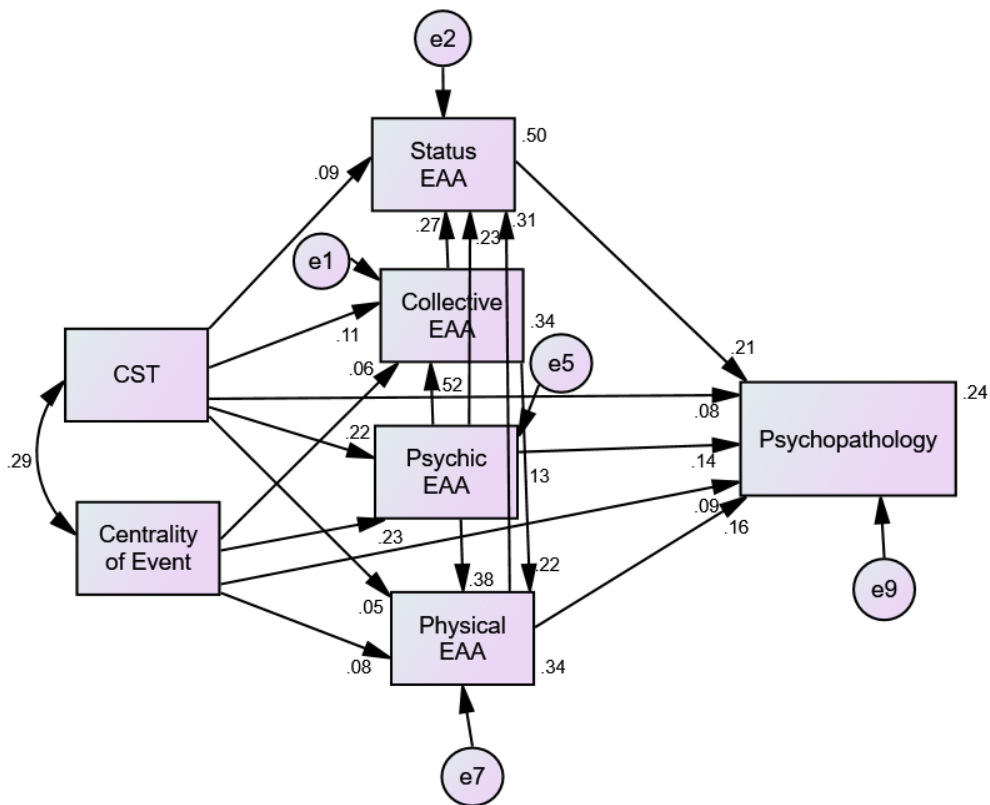 e2
Status
EAA
.50
.09
.27
.23
.31
e1
Collective
EAA
.34
.11
.06
CST
.52
e5
.21
.08
Psychopathology
.24
.29
.22
Psychic
EAA
.13
.14
Centrality
of Event
.23
.09
.16
.38
.22
.05
.08
Physical
EAA
.34
e9
e7